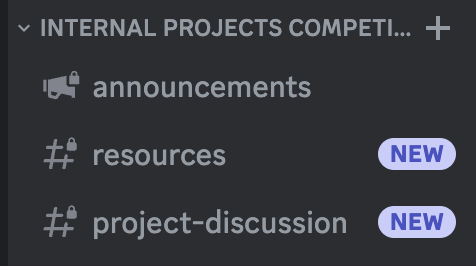 INTERNAL PROJECTS COMPETI...
announcements
resources NEW
project-discussion NEW